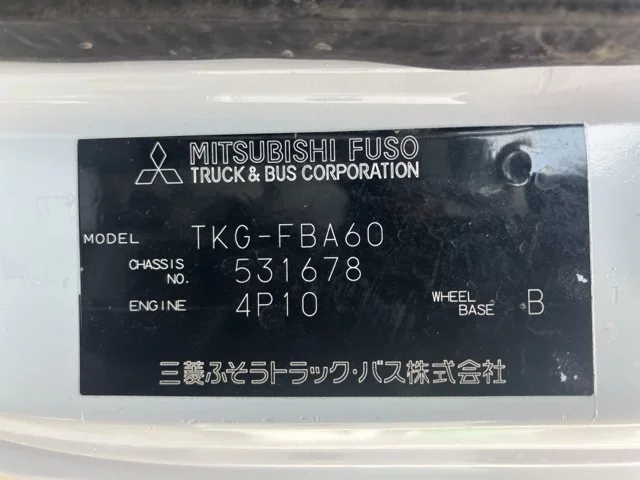 MITSUBISHI FUSO
TRUCK & BUS CORPORATION
MODEL TKG-FBA60
CHASSIS NO. 531678
ENGINE 4P10 WHEEL BASE B
三菱ふそうトラック・バス株式会社